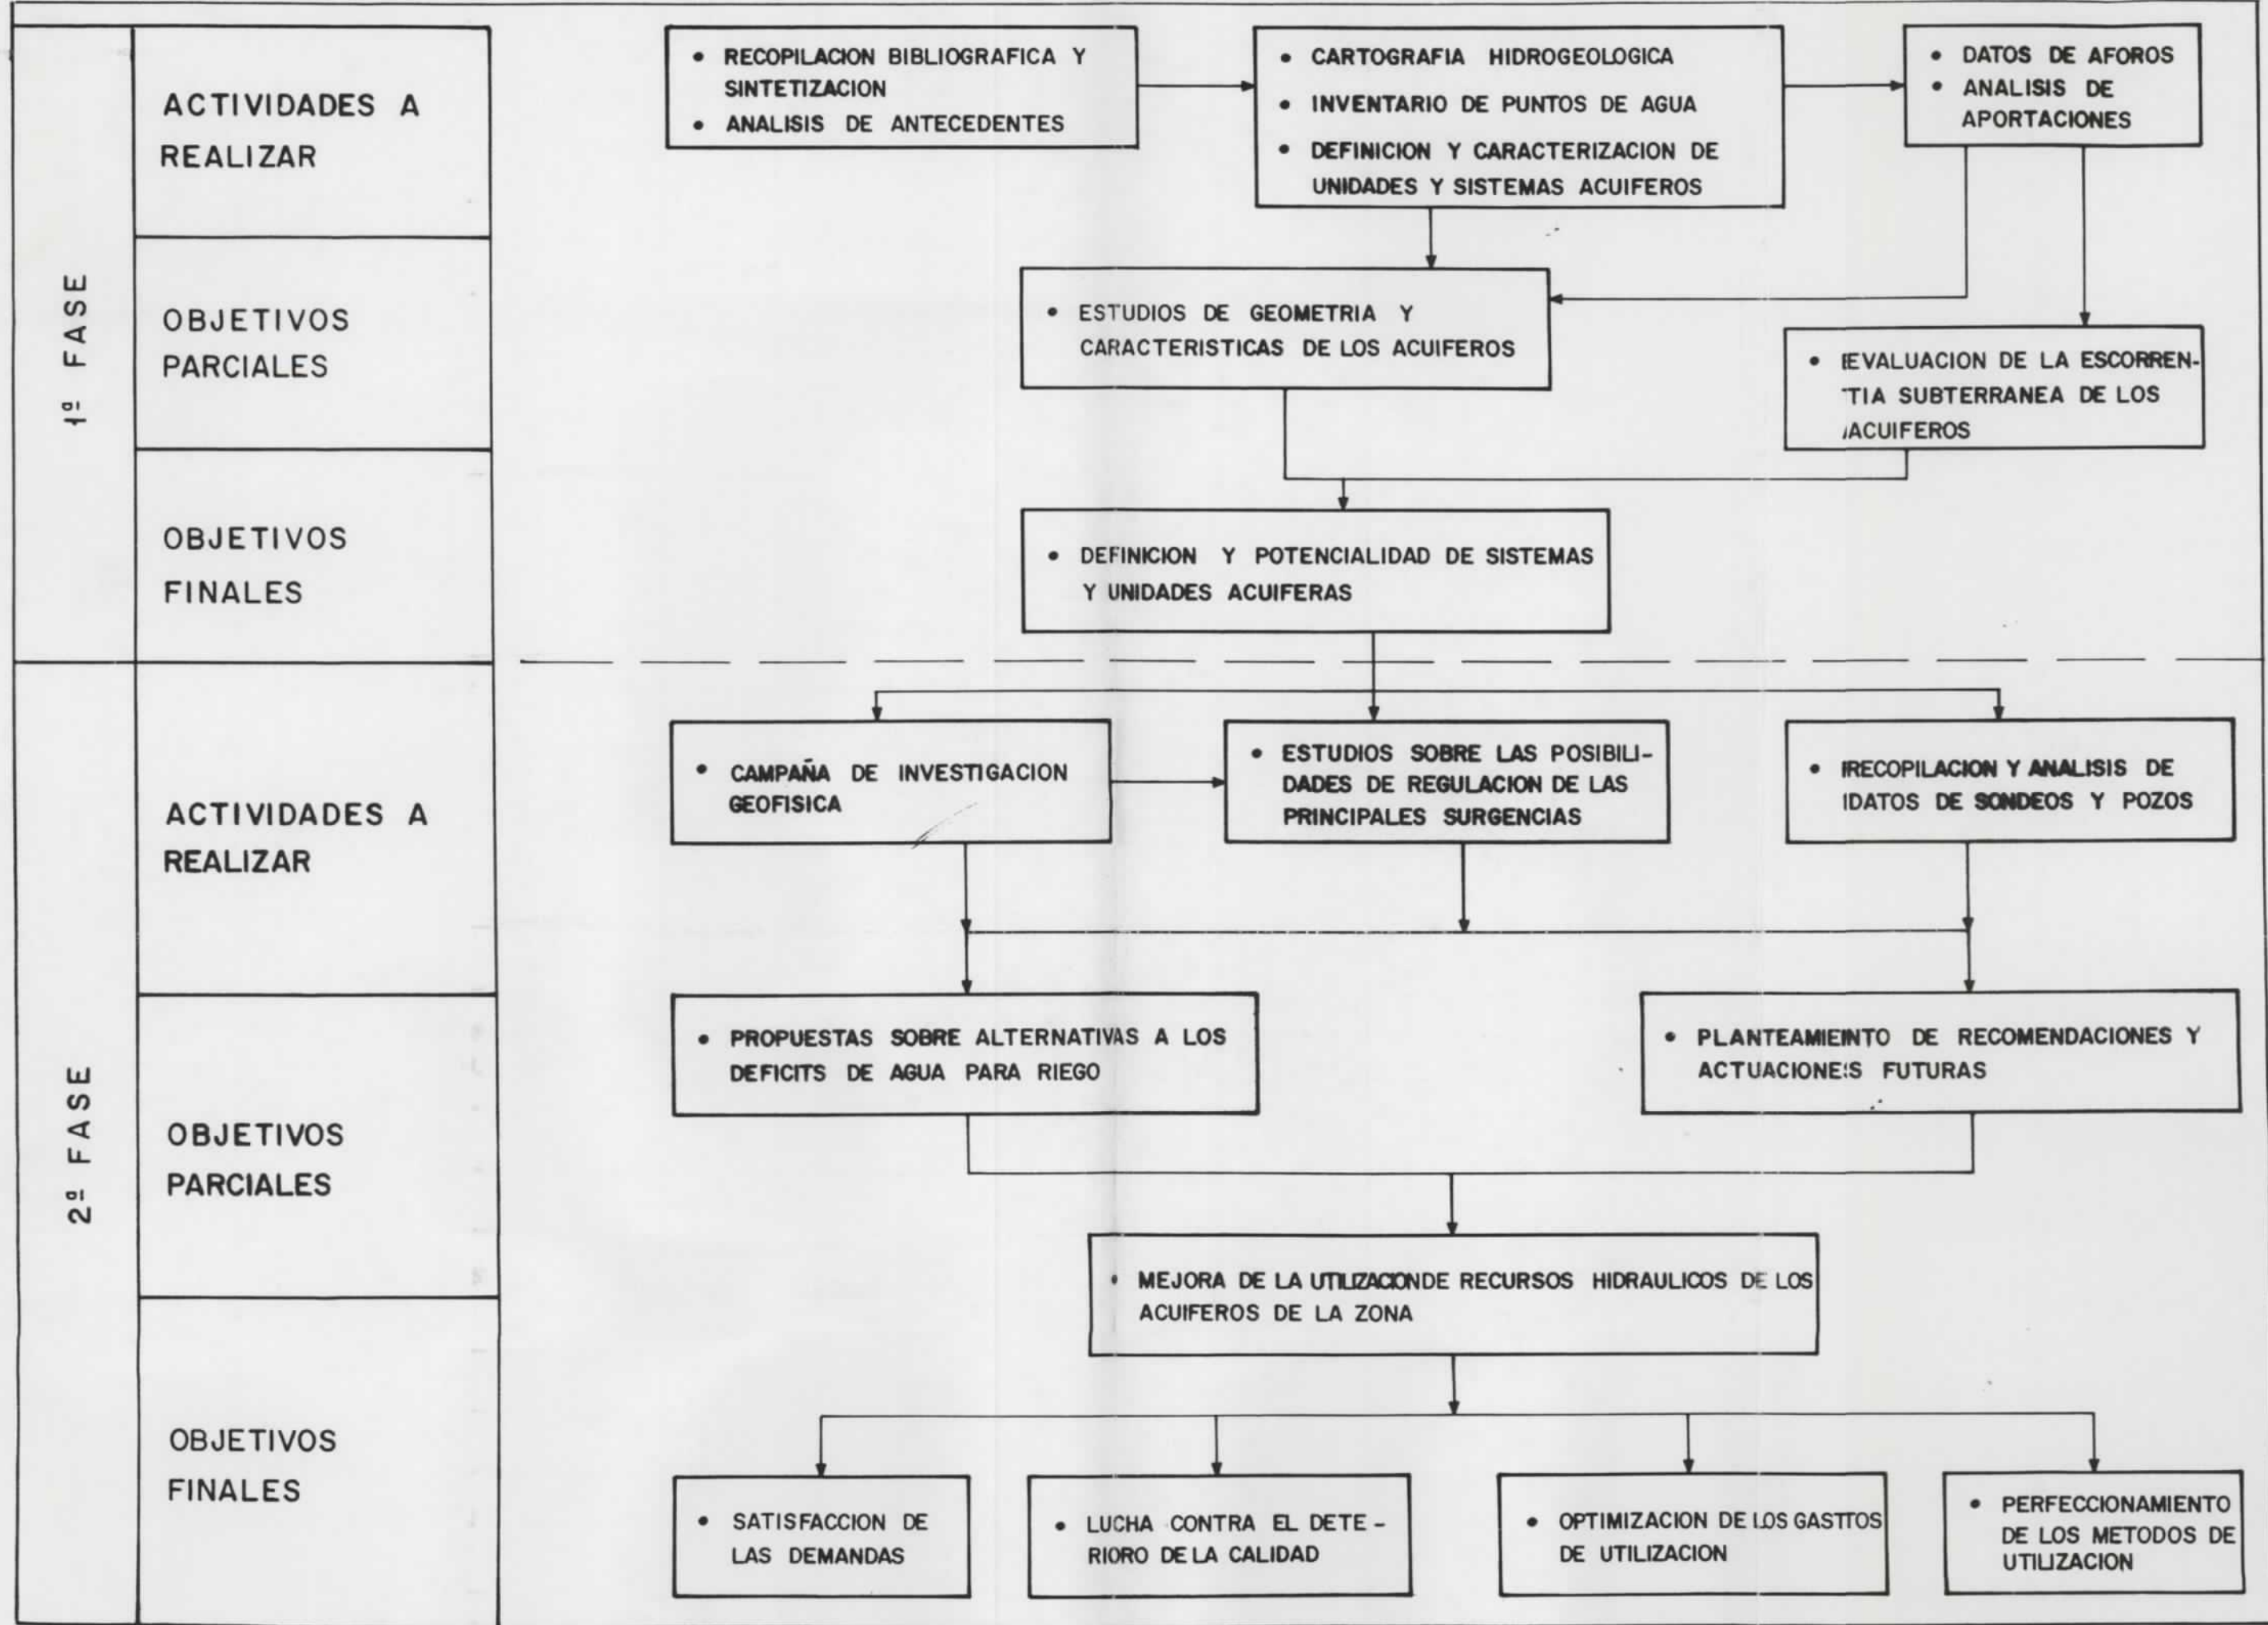 1ª FASE
ACTIVIDADES A
REALIZAR
• RECOPILACION BIBLIOGRAFICA Y
SINTETIZACION
• ANALISIS DE ANTECEDENTES
• CARTOGRAFIA HIDROGEOLOGICA
• INVENTARIO DE PUNTOS DE AGUA
• DEFINICION Y CARACTERIZACION DE
UNIDADES Y SISTEMAS ACUIFEROS
• DATOS DE AFOROS
• ANALISIS DE
APORTACIONES
OBJETIVOS
PARCIALES
• ESTUDIOS DE GEOMETRIA Y
CARACTERISTICAS DE LOS ACUIFEROS
• EVALUACION DE LA ESCORREN-
TIA SUBTERRANEA DE LOS
ACUIFEROS
OBJETIVOS
FINALES
• DEFINICION Y POTENCIALIDAD DE SISTEMAS
Y UNIDADES ACUIFERAS
2ª FASE
ACTIVIDADES A
REALIZAR
• CAMPAÑA DE INVESTIGACION
GEOFISICA
• ESTUDIOS SOBRE LAS POSIBILI-
DADES DE REGULACION DE LAS
PRINCIPALES SURGENCIAS
• RECOPILACION Y ANALISIS DE
DATOS DE SONDEOS Y POZOS
OBJETIVOS
PARCIALES
• PROPUESTAS SOBRE ALTERNATIVAS A LOS
DEFICITS DE AGUA PARA RIEGO
• PLANTEAMIENTO DE RECOMENDACIONES Y
ACTUACIONES FUTURAS
• MEJORA DE LA UTILIZACION DE RECURSOS HIDRAULICOS DE LOS
ACUIFEROS DE LA ZONA
OBJETIVOS
FINALES
• SATISFACCION DE
LAS DEMANDAS
• LUCHA CONTRA EL DETE-
RIORO DE LA CALIDAD
• OPTIMIZACION DE LOS GASTTOS
DE UTILIZACION
• PERFECCIONAMIENTO
DE LOS METODOS DE
UTILIZACION